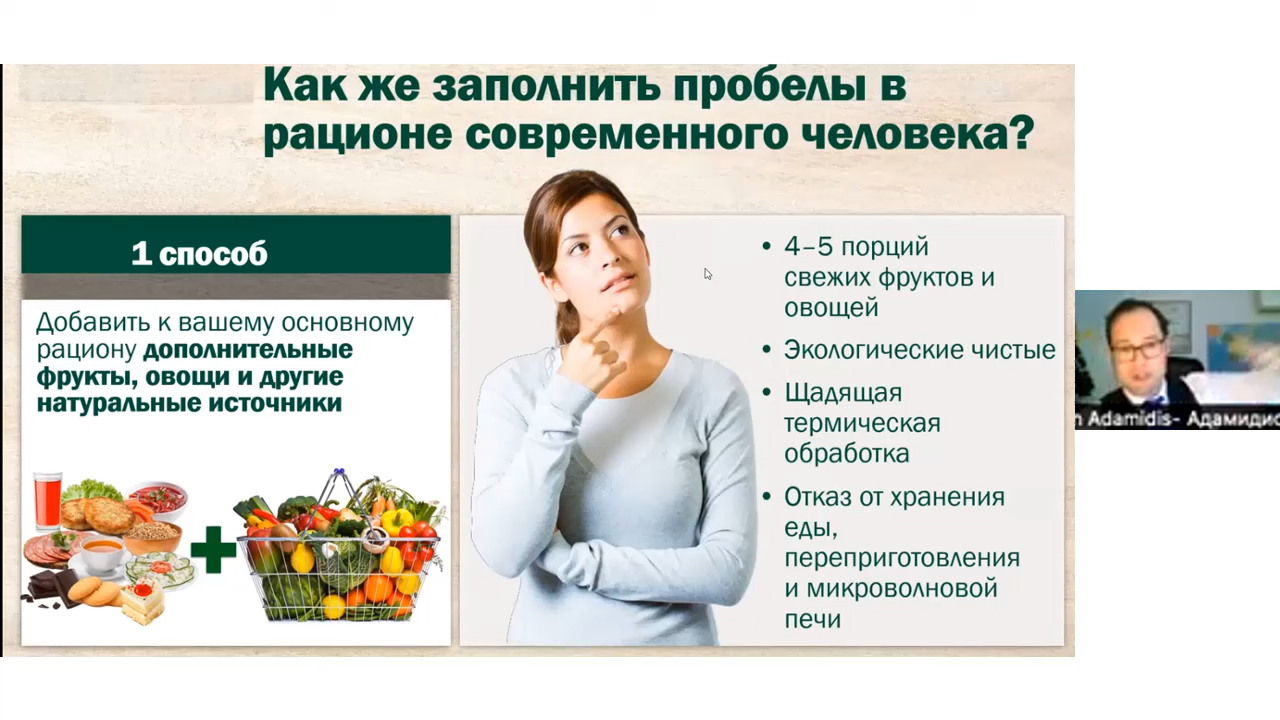 Как же заполнить пробелы в
рационе современного человека?
1 способ
Добавить к вашему основному
рациону дополнительные
фрукты, овощи и другие
натуральные источники
• 4–5 порций
свежих фруктов и
овощей
• Экологические чистые
• Щадящая
термическая
обработка
• Отказ от хранения
еды,
переприготовления
и микроволновой
печи
Adamidis- Адамидис